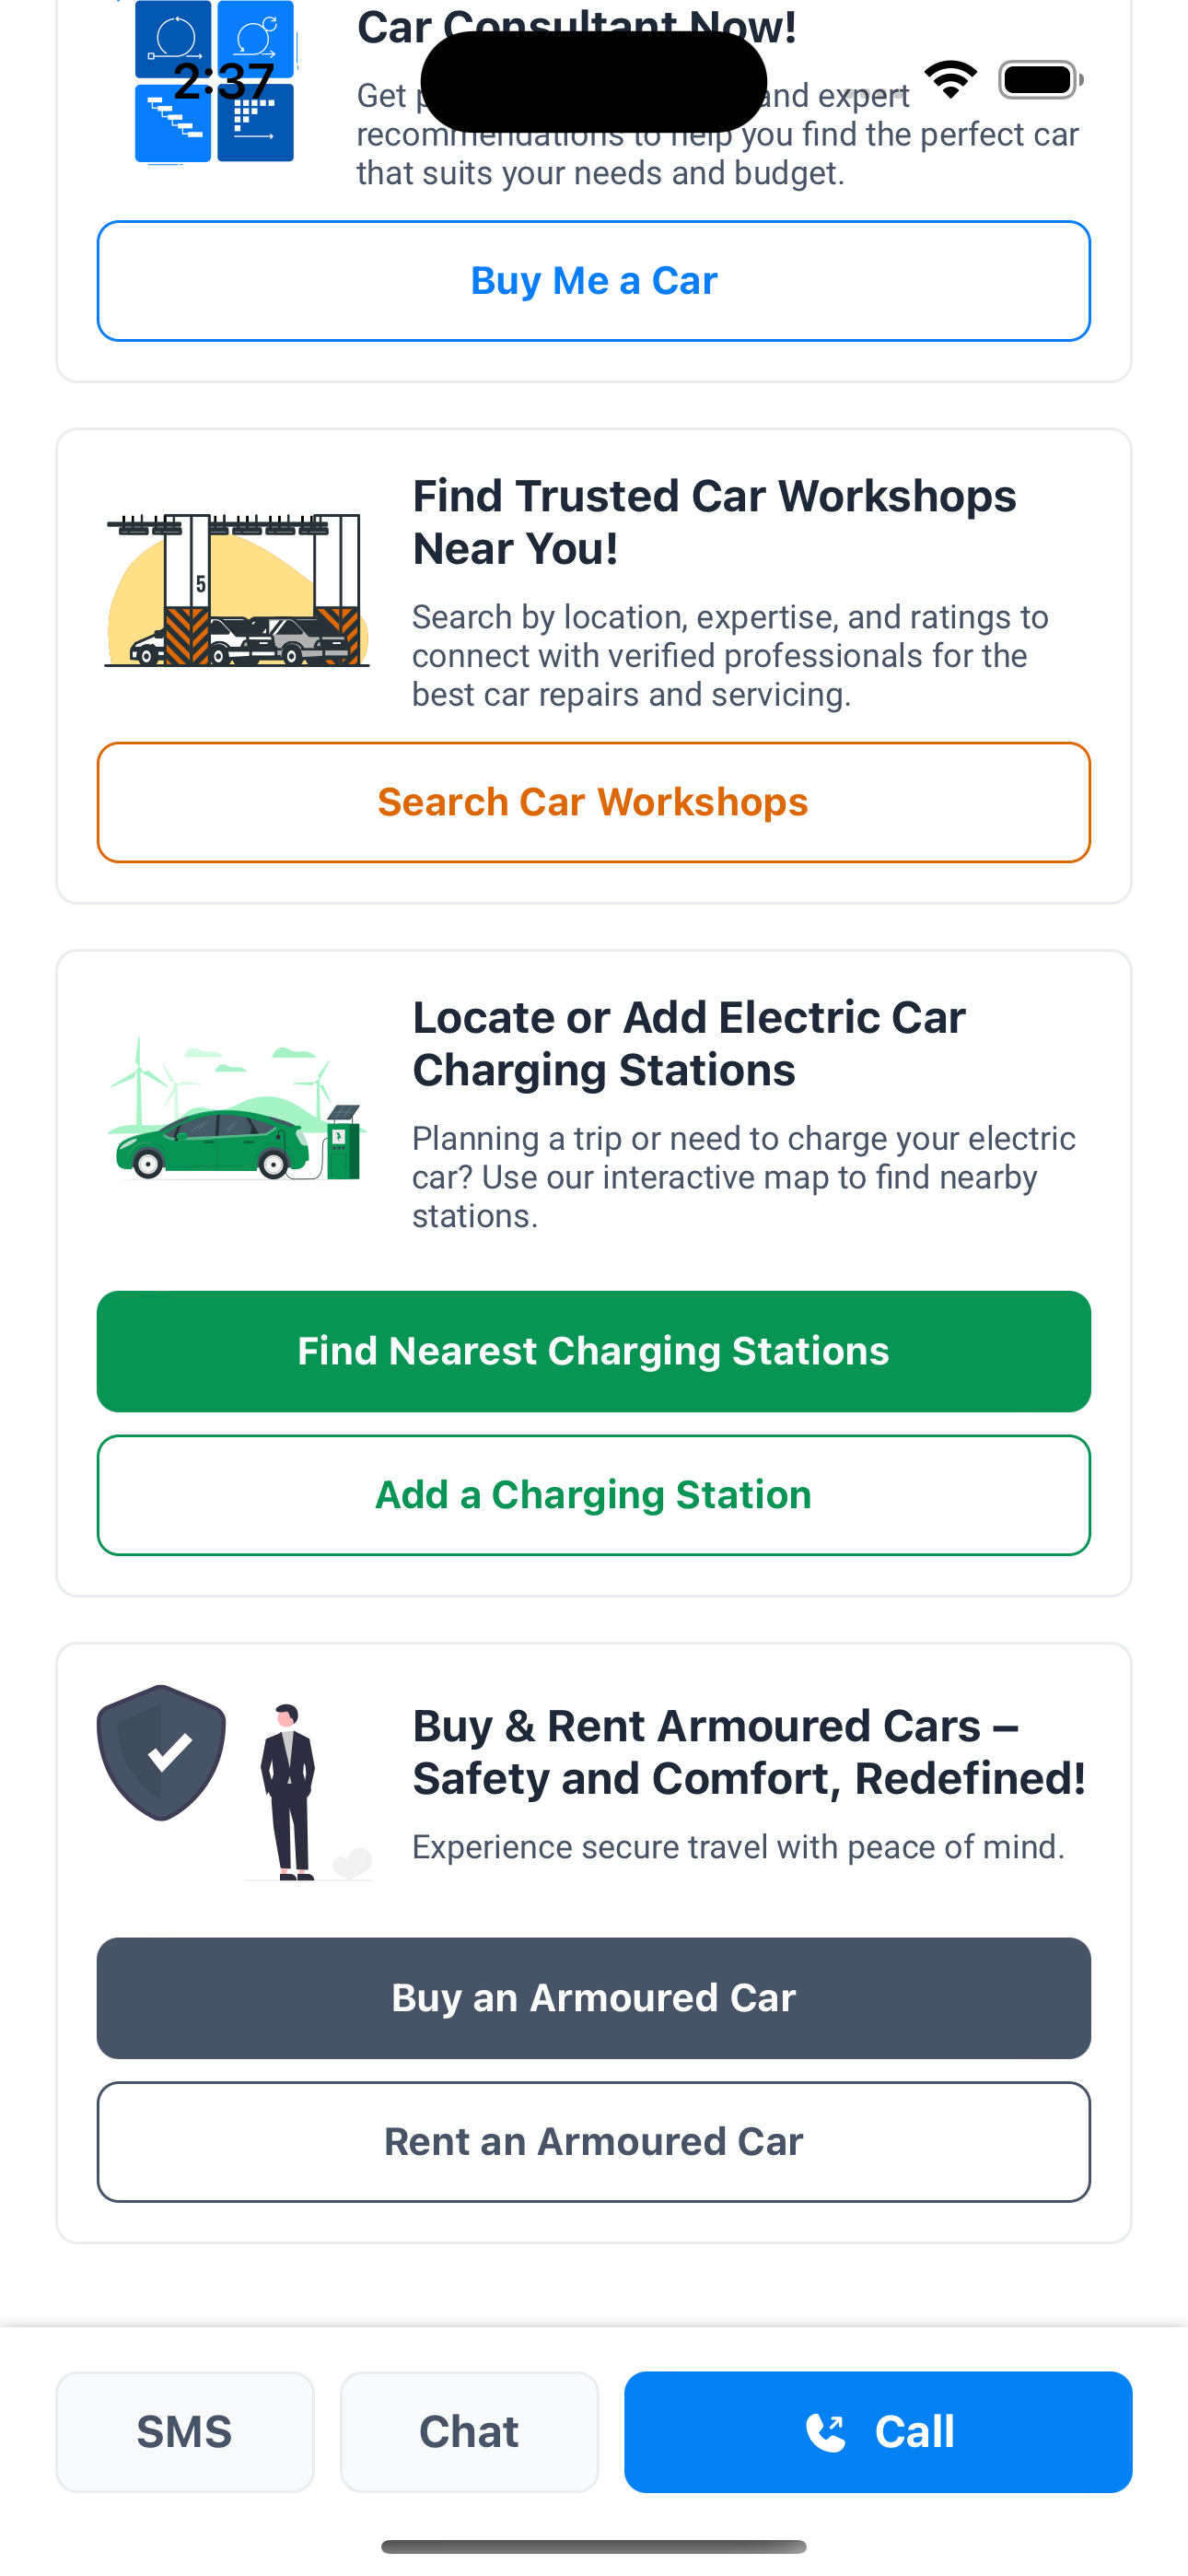 Car Consultant Now!
2:37
Get and expert
recommendations to help you find the perfect car
that suits your needs and budget.
Buy Me a Car
5
Find Trusted Car Workshops
Near You!
Search by location, expertise, and ratings to
connect with verified professionals for the
best car repairs and servicing.
Search Car Workshops
Locate or Add Electric Car
Charging Stations
Planning a trip or need to charge your electric
car? Use our interactive map to find nearby
stations.
Find Nearest Charging Stations
Add a Charging Station
Buy & Rent Armoured Cars –
Safety and Comfort, Redefined!
Experience secure travel with peace of mind.
Buy an Armoured Car
Rent an Armoured Car
SMS
Chat
Call